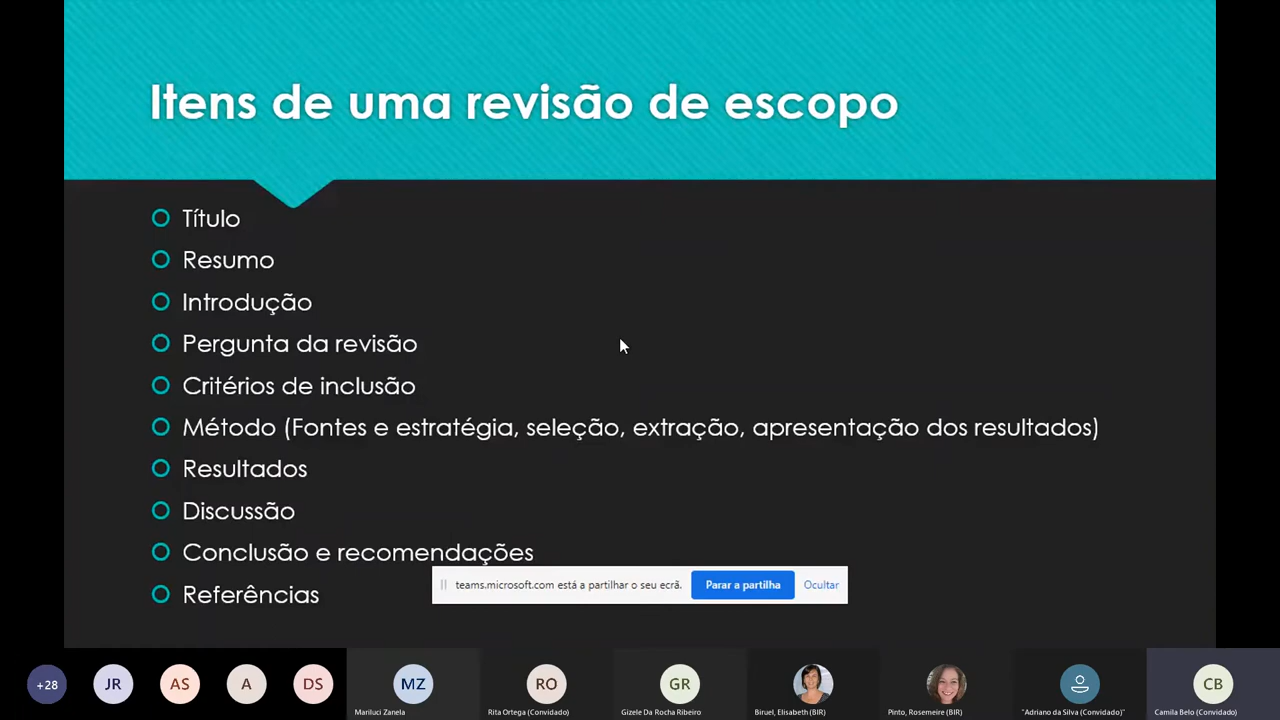 Itens de uma revisão de escopo
Título
Resumo
Introdução
Pergunta da revisão
Critérios de inclusão
Método (Fontes e estratégia, seleção, extração, apresentação dos resultados)
Resultados
Discussão
Conclusão e recomendações
Referências
teams.microsoft.com está a partilhar o seu ecrã.
Parar a partilha
Ocultar
+28
JR
AS
A
DS
MZ
RO
GR
CB
Mariluci Zanela
Rita Ortega (Convidado)
Gizele Da Rocha Ribeiro
Biruel, Elisabeth (BIR)
Pinto, Rosemeire (BIR)
"Adriano da Silva (Convidado)"
Camila Belo (Convidado)